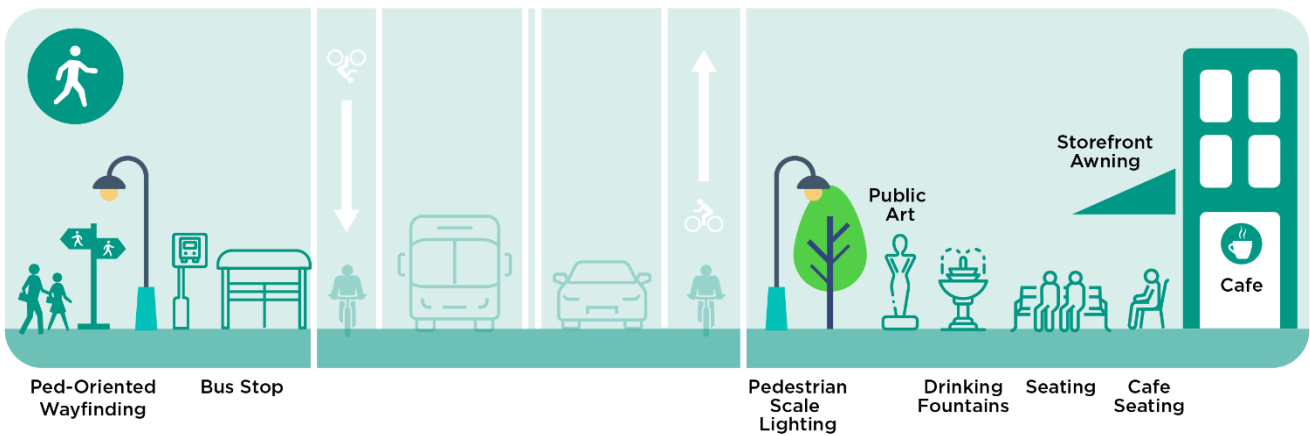 Storefront
Awning
Public
Art
Cafe
Ped-Oriented
Wayfinding
Bus Stop
Pedestrian
Scale
Lighting
Drinking
Fountains
Seating
Cafe
Seating